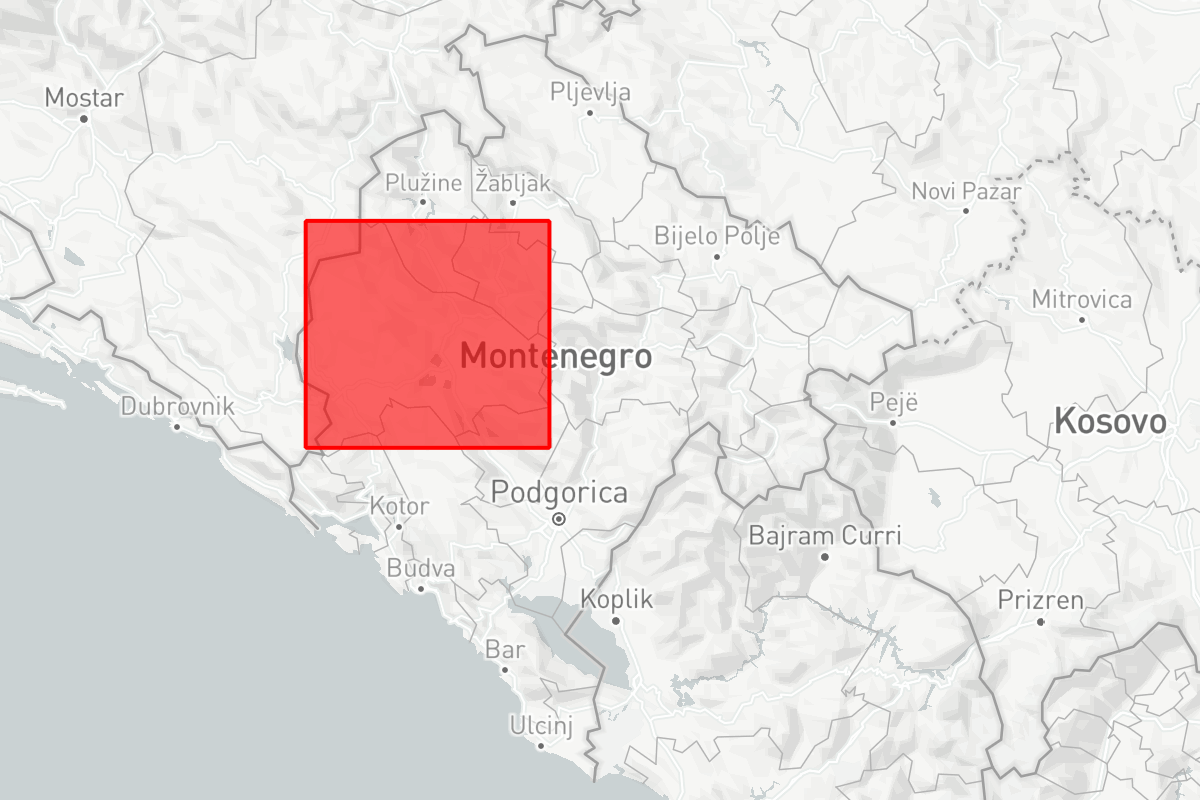 Pljevlja
Mostar
Plužine
Žabljak
Novi Pazar
Bijelo Polje
Mitrovica
Montenegro
Dubrovnik
Pejë
Kosovo
Podgorica
Kotor
Bajram Curri
Budva
Koplik
Prizren
Bar
Ulcinj